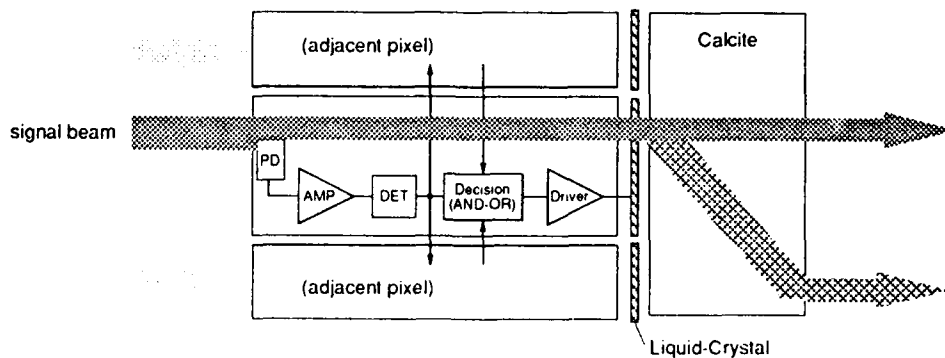 (adjacent pixel)
Calcite
signal beam
PD
AMP
DET
Decision
(AND-OR)
Driver
(adjacent pixel)
Liquid-Crystal